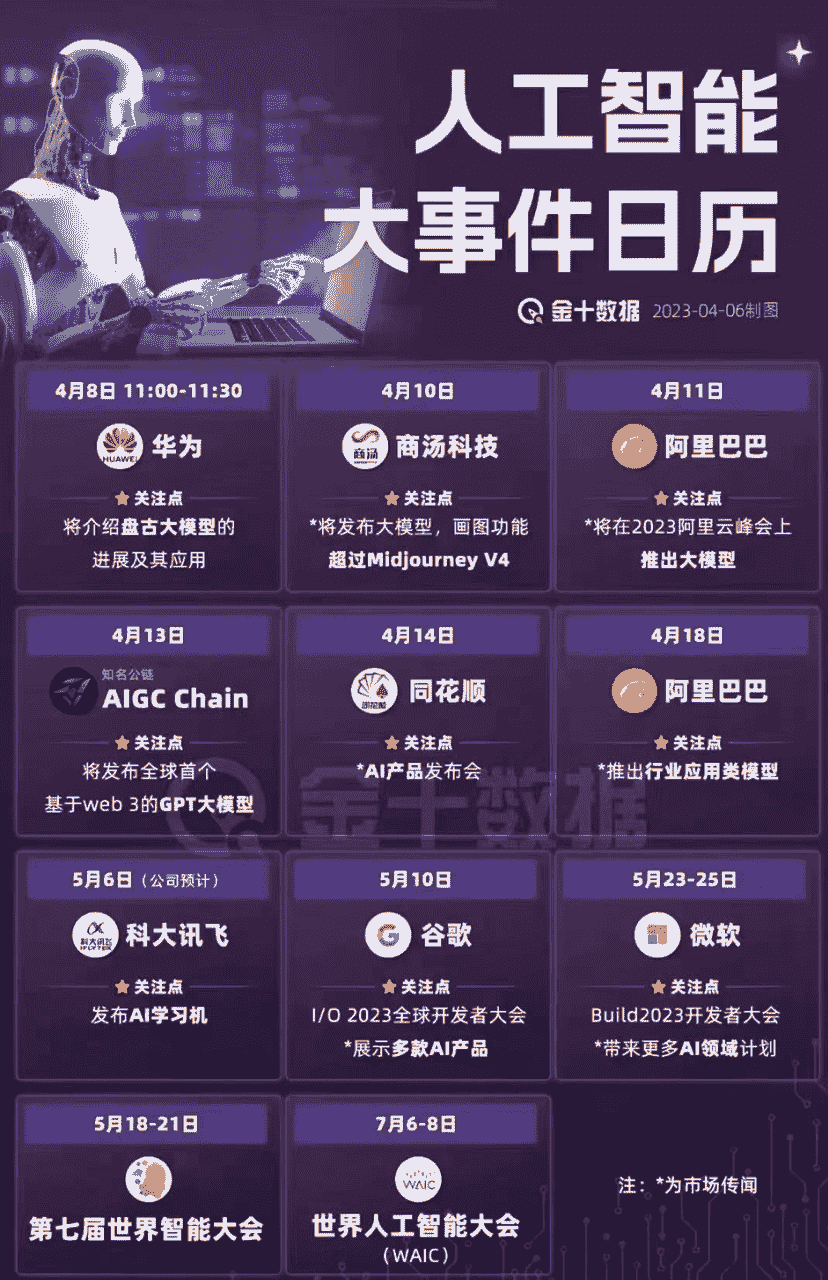 人工智能
大事件日历
金十数据 2023-04-06制图
4月8日 11:00-11:30
HUAWEI
华为
关注点
将介绍盘古大模型的
进展及其应用
4月10日
商汤
商汤科技
关注点
*将发布大模型，画图功能
超过Midjourney V4
4月11日
阿里巴巴
关注点
*将在2023阿里云峰会上
推出大模型
4月13日
知名公链
AIGC Chain
关注点
将发布全球首个
基于web 3的GPT大模型
4月14日
同花顺
同花顺
关注点
*AI产品发布会
4月18日
阿里巴巴
关注点
*推出行业应用类模型
金十数据
5月6日（公司预计）
科大讯飞
iFLYTEK
科大讯飞
关注点
发布AI学习机
5月10日
G
谷歌
关注点
I/O 2023全球开发者大会
*展示多款AI产品
5月23-25日
微软
关注点
Build2023开发者大会
*带来更多AI领域计划
5月18-21日
第七届世界智能大会
7月6-8日
WAIC
世界人工智能大会
（WAIC）
注：*为市场传闻